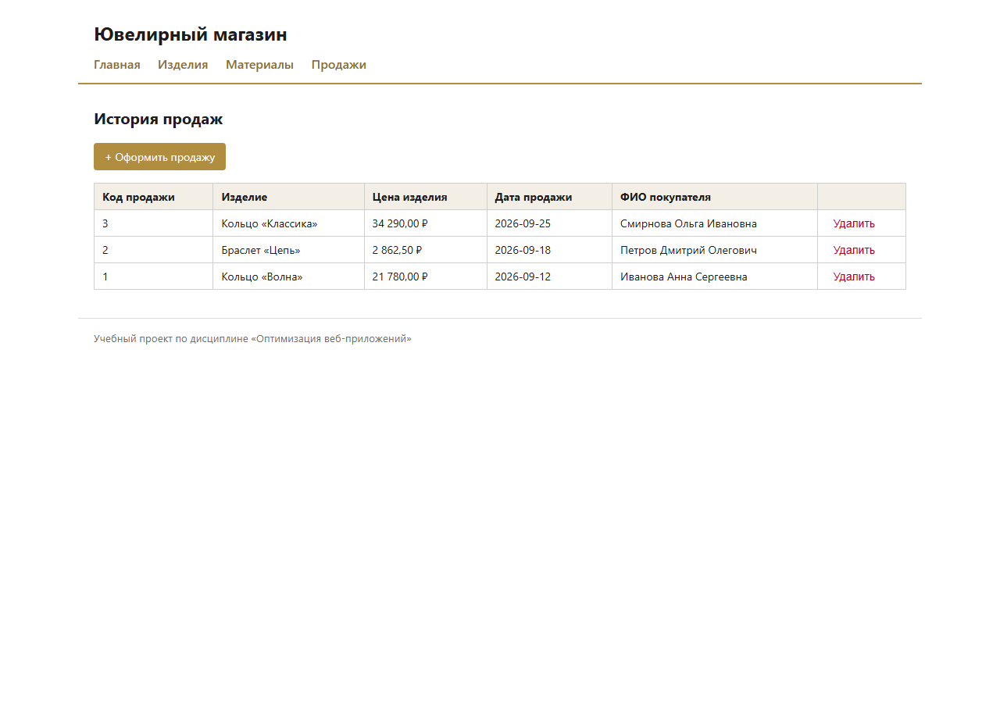 Ювелирный магазин
Главная Изделия Материалы Продажи
История продаж
+ Оформить продажу
Код продажи Изделие Цена изделия Дата продажи ФИО покупателя
3 Кольцо «Классика» 34 290,00 ₽ 2026-09-25 Смирнова Ольга Ивановна Удалить
2 Браслет «Цепь» 2 862,50 ₽ 2026-09-18 Петров Дмитрий Олегович Удалить
1 Кольцо «Волна» 21 780,00 ₽ 2026-09-12 Иванова Анна Сергеевна Удалить
Учебный проект по дисциплине «Оптимизация веб-приложений»